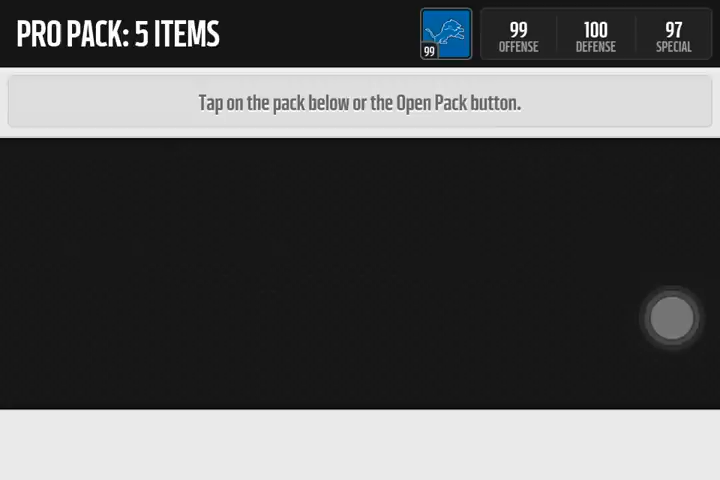 PRO PACK: 5 ITEMS
99
99
OFFENSE
100
DEFENSE
97
SPECIAL
Tap on the pack below or the Open Pack button.